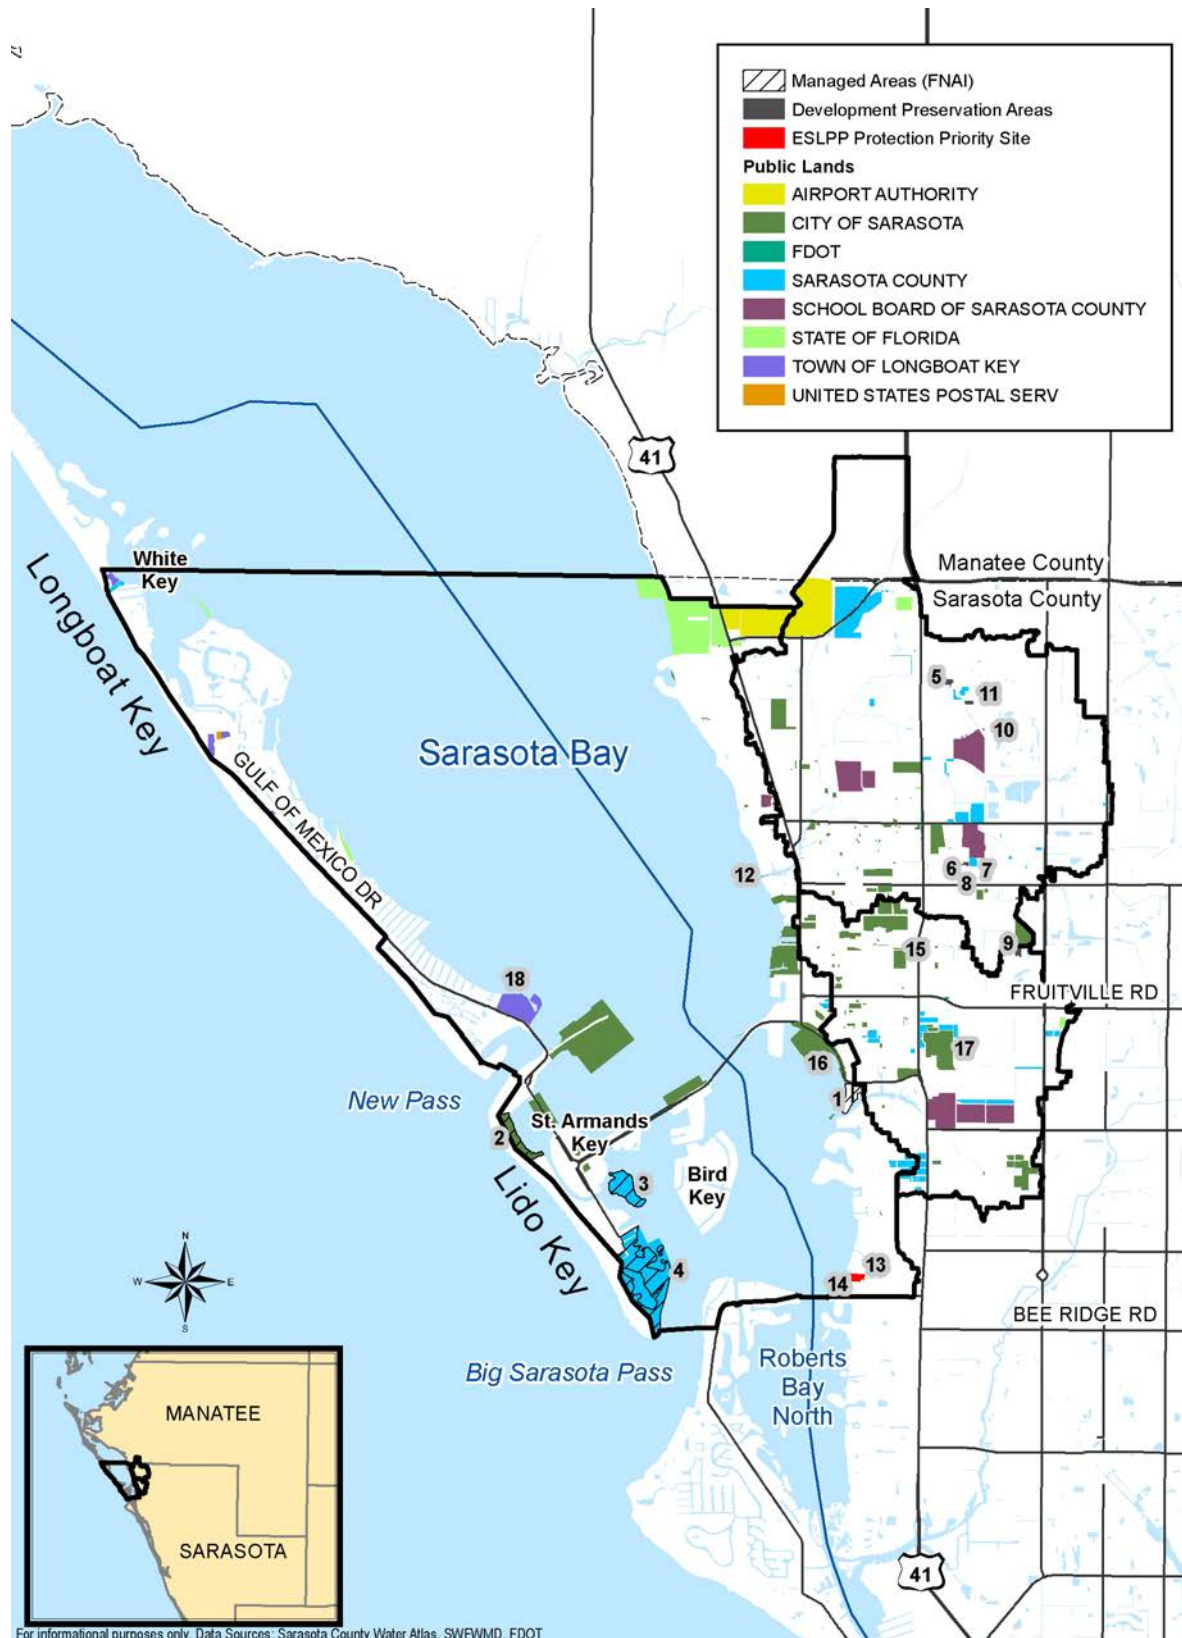 Managed Areas (FNAI)
Development Preservation Areas
ESLPP Protection Priority Site
Public Lands
AIRPORT AUTHORITY
CITY OF SARASOTA
FDOT
SARASOTA COUNTY
SCHOOL BOARD OF SARASOTA COUNTY
STATE OF FLORIDA
TOWN OF LONGBOAT KEY
UNITED STATES POSTAL SERV
41
Manatee County
Sarasota County
White
Key
Longboat Key
Sarasota Bay
GULF OF MEXICO DR
5
11
10
12
6
7
8
9
15
18
FRUITVILLE RD
16
17
1
New Pass
St. Armands
Key
2
3
Bird
Key
Lido Key
4
13
14
BEE RIDGE RD
N
W
E
S
Big Sarasota Pass
Roberts
Bay
North
MANATEE
SARASOTA
41
For informational purposes only. Data Sources: Sarasota County Water Atlas, SWFWMD, FDOT